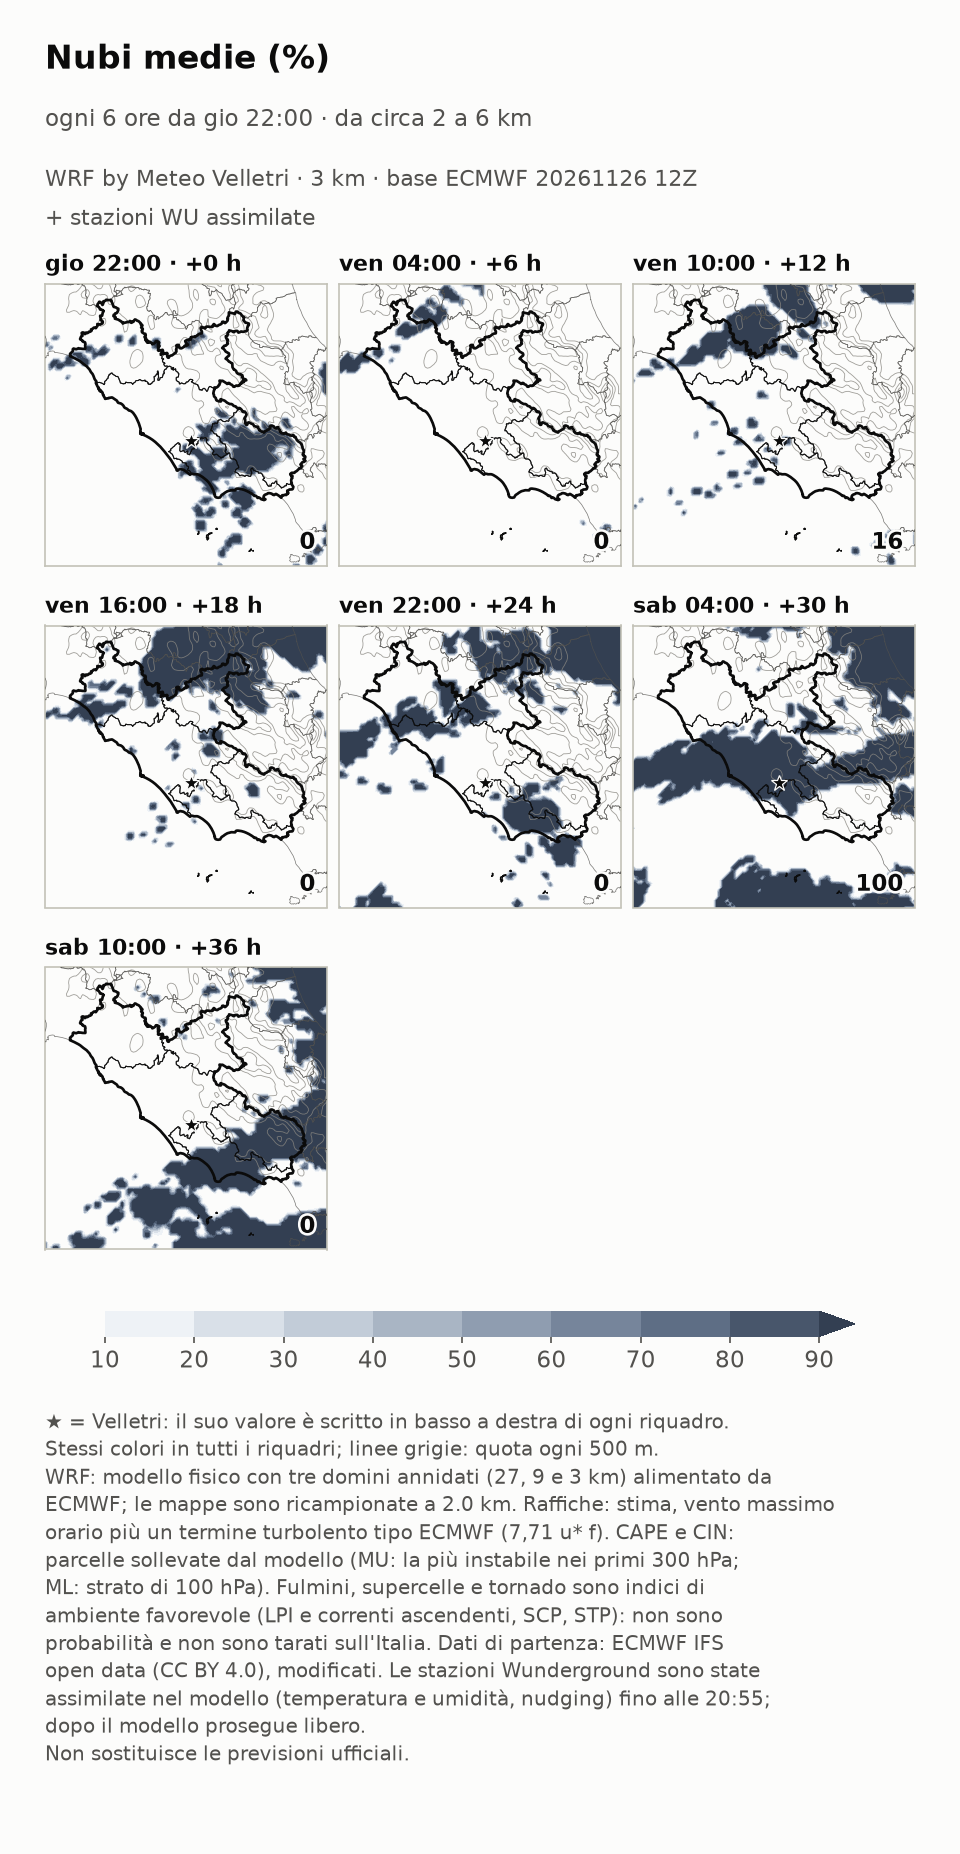 Nubi medie (%)
ogni 6 ore da gio 22:00 · da circa 2 a 6 km
WRF by Meteo Velletri · 3 km · base ECMWF 20261126 12Z
+ stazioni WU assimilate
gio 22:00 · +0 h
ven 04:00 · +6 h
ven 10:00 · +12 h
0
0
16
ven 16:00 · +18 h
ven 22:00 · +24 h
sab 04:00 · +30 h
0
0
100
sab 10:00 · +36 h
0
10 20 30 40 50 60 70 80 90
★ = Velletri: il suo valore è scritto in basso a destra di ogni riquadro.
Stessi colori in tutti i riquadri; linee grigie: quota ogni 500 m.
WRF: modello fisico con tre domini annidati (27, 9 e 3 km) alimentato da
ECMWF; le mappe sono ricampionate a 2.0 km. Raffiche: stima, vento massimo
orario più un termine turbolento tipo ECMWF (7,71 u* f). CAPE e CIN:
parcelle sollevate dal modello (MU: la più instabile nei primi 300 hPa;
ML: strato di 100 hPa). Fulmini, supercelle e tornado sono indici di
ambiente favorevole (LPI e correnti ascendenti, SCP, STP): non sono
probabilità e non sono tarati sull'Italia. Dati di partenza: ECMWF IFS
open data (CC BY 4.0), modificati. Le stazioni Wunderground sono state
assimilate nel modello (temperatura e umidità, nudging) fino alle 20:55;
dopo il modello prosegue libero.
Non sostituisce le previsioni ufficiali.